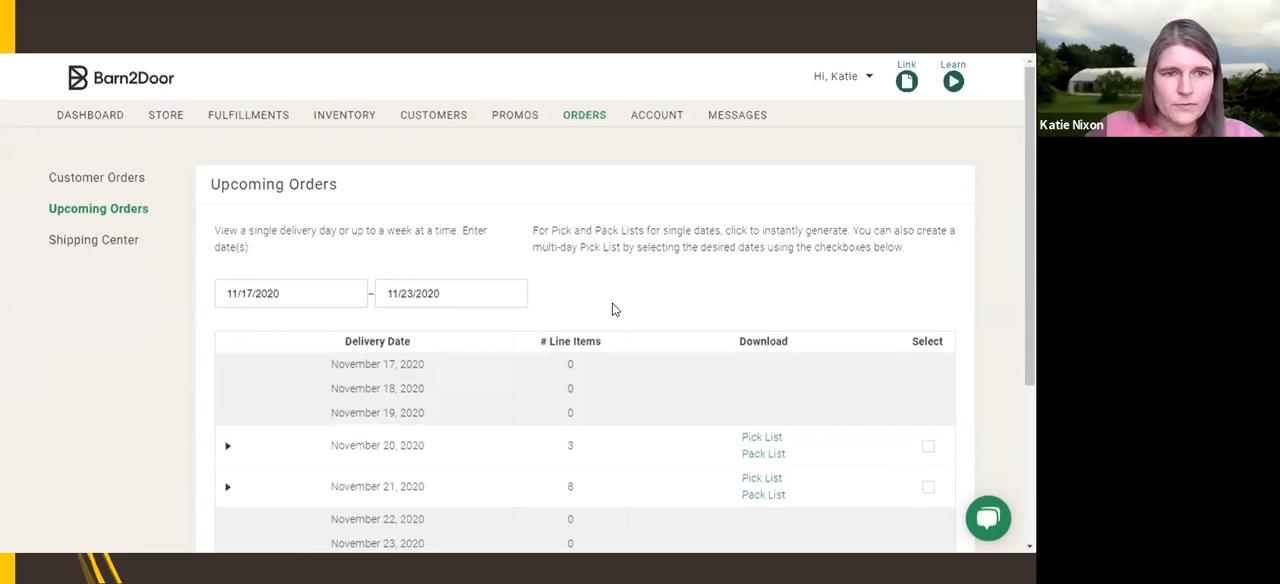 Barn2Door
Hi, Katie
Link
Learn
DASHBOARD STORE FULFILLMENTS INVENTORY CUSTOMERS PROMOS ORDERS ACCOUNT MESSAGES
Customer Orders
Upcoming Orders
Shipping Center
Upcoming Orders
View a single delivery day or up to a week at a time. Enter
date(s):
For Pick and Pack Lists for single dates, click to instantly generate. You can also create a
multi-day Pick List by selecting the desired dates using the checkboxes below.
11/17/2020 – 11/23/2020
Delivery Date # Line Items Download Select
November 17, 2020 0
November 18, 2020 0
November 19, 2020 0
November 20, 2020 3 Pick List
Pack List
November 21, 2020 8 Pick List
Pack List
November 22, 2020 0
November 23, 2020 0
Katie Nixon